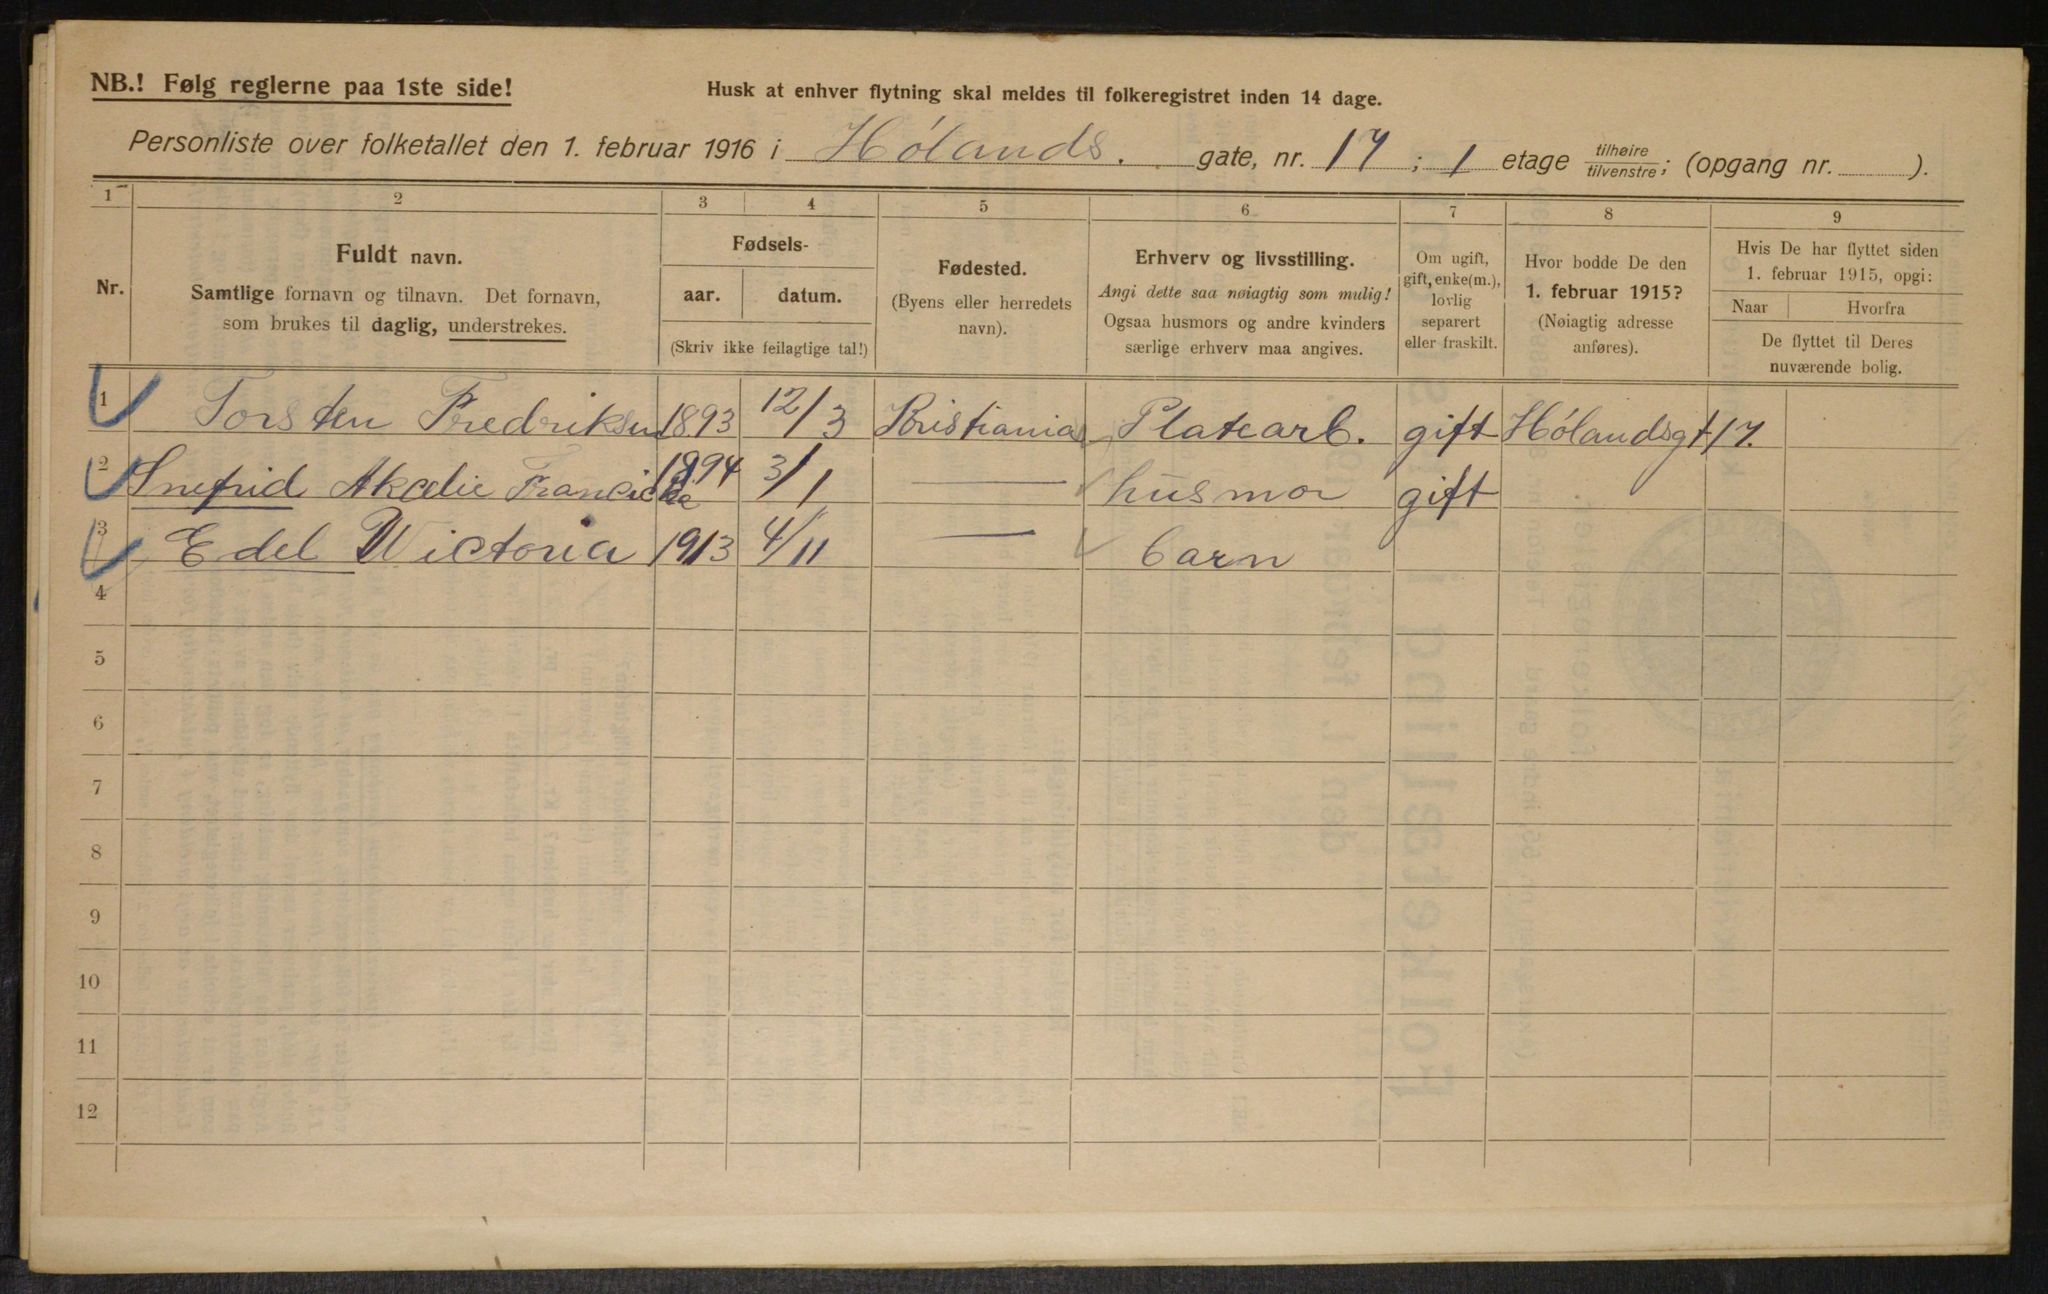 NB.! Følg reglerne paa 1ste side!
Husk at enhver flytning skal meldes til folkeregistret inden 14 dage.
Personliste over folketallet den 1. februar 1916 i Hólands. gate, nr. 17; 1 etage tilhøire/tilvenstre; (opgang nr. ).
1 2 3 4 5 6 7 8 9
Nr.
Fuldt navn.
Samtlige fornavn og tilnavn. Det fornavn,
som brukes til daglig, understrekes.
Fødsels-
aar. datum.
(Skriv ikke feilagtige tal!)
Fødested.
(Byens eller herredets
navn).
Erhverv og livsstilling.
Angi dette saa nøiagtig som mulig!
Ogsaa husmors og andre kvinders
særlige erhverv maa angives.
Om ugift,
gift, enke(m.),
lovlig
separert
eller fraskilt.
Hvor bodde De den
1. februar 1915?
(Nøiagtig adresse
anføres).
Hvis De har flyttet siden
1. februar 1915, opgi:
Naar Hvorfra
De flyttet til Deres
nuværende bolig.
1 Torsten Fredriksen 1893 12/3 Kristiania Platearb. gift Hólandsgt 17.
2 Snefrid 1894 3/1 — husmor gift
3 Edel Wictoria 1913 4/11 — barn
4
5
6
7
8
9
10
11
12